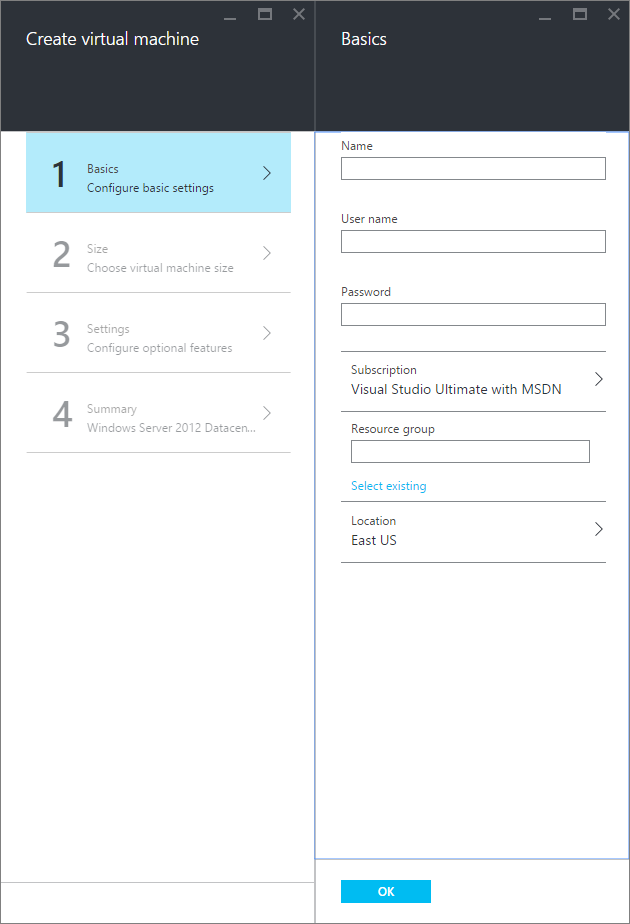 Create virtual machine
1
Basics
Configure basic settings
2
Size
Choose virtual machine size
3
Settings
Configure optional features
4
Summary
Windows Server 2012 Datacen...
Basics
Name
User name
Password
Subscription
Visual Studio Ultimate with MSDN
Resource group
Select existing
Location
East US
OK